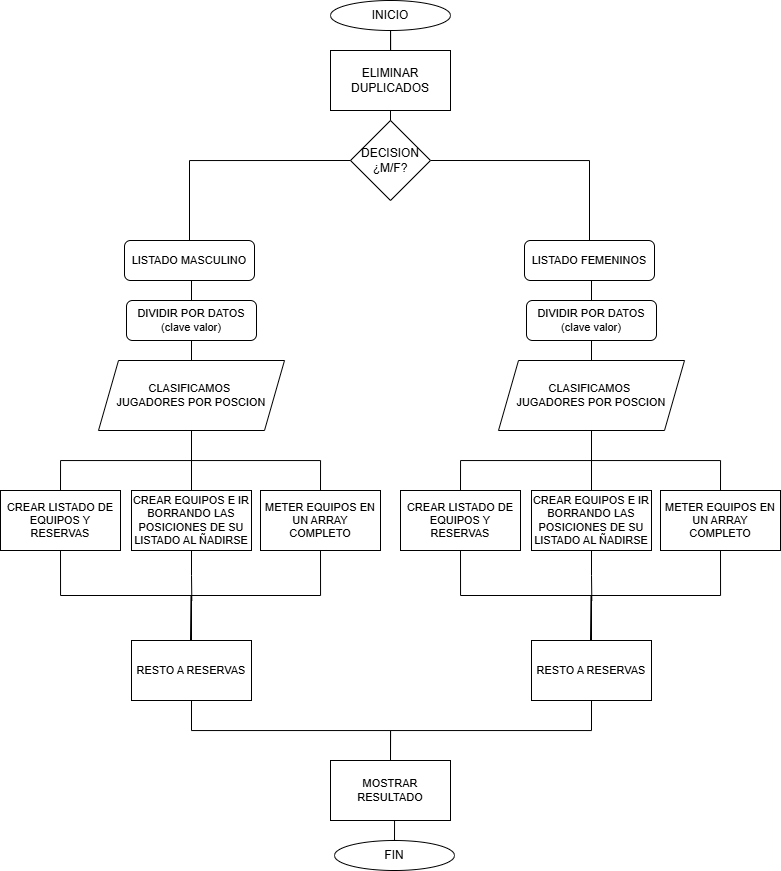 INICIO
ELIMINAR
DUPLICADOS
DECISION
¿M/F?
LISTADO MASCULINO
DIVIDIR POR DATOS
(clave valor)
CLASIFICAMOS
JUGADORES POR POSCION
CREAR LISTADO DE
EQUIPOS Y
RESERVAS
CREAR EQUIPOS E IR
BORRANDO LAS
POSICIONES DE SU
LISTADO AL ÑADIRSE
METER EQUIPOS EN
UN ARRAY
COMPLETO
RESTO A RESERVAS
LISTADO FEMENINOS
DIVIDIR POR DATOS
(clave valor)
CLASIFICAMOS
JUGADORES POR POSCION
CREAR LISTADO DE
EQUIPOS Y
RESERVAS
CREAR EQUIPOS E IR
BORRANDO LAS
POSICIONES DE SU
LISTADO AL ÑADIRSE
METER EQUIPOS EN
UN ARRAY
COMPLETO
RESTO A RESERVAS
MOSTRAR
RESULTADO
FIN